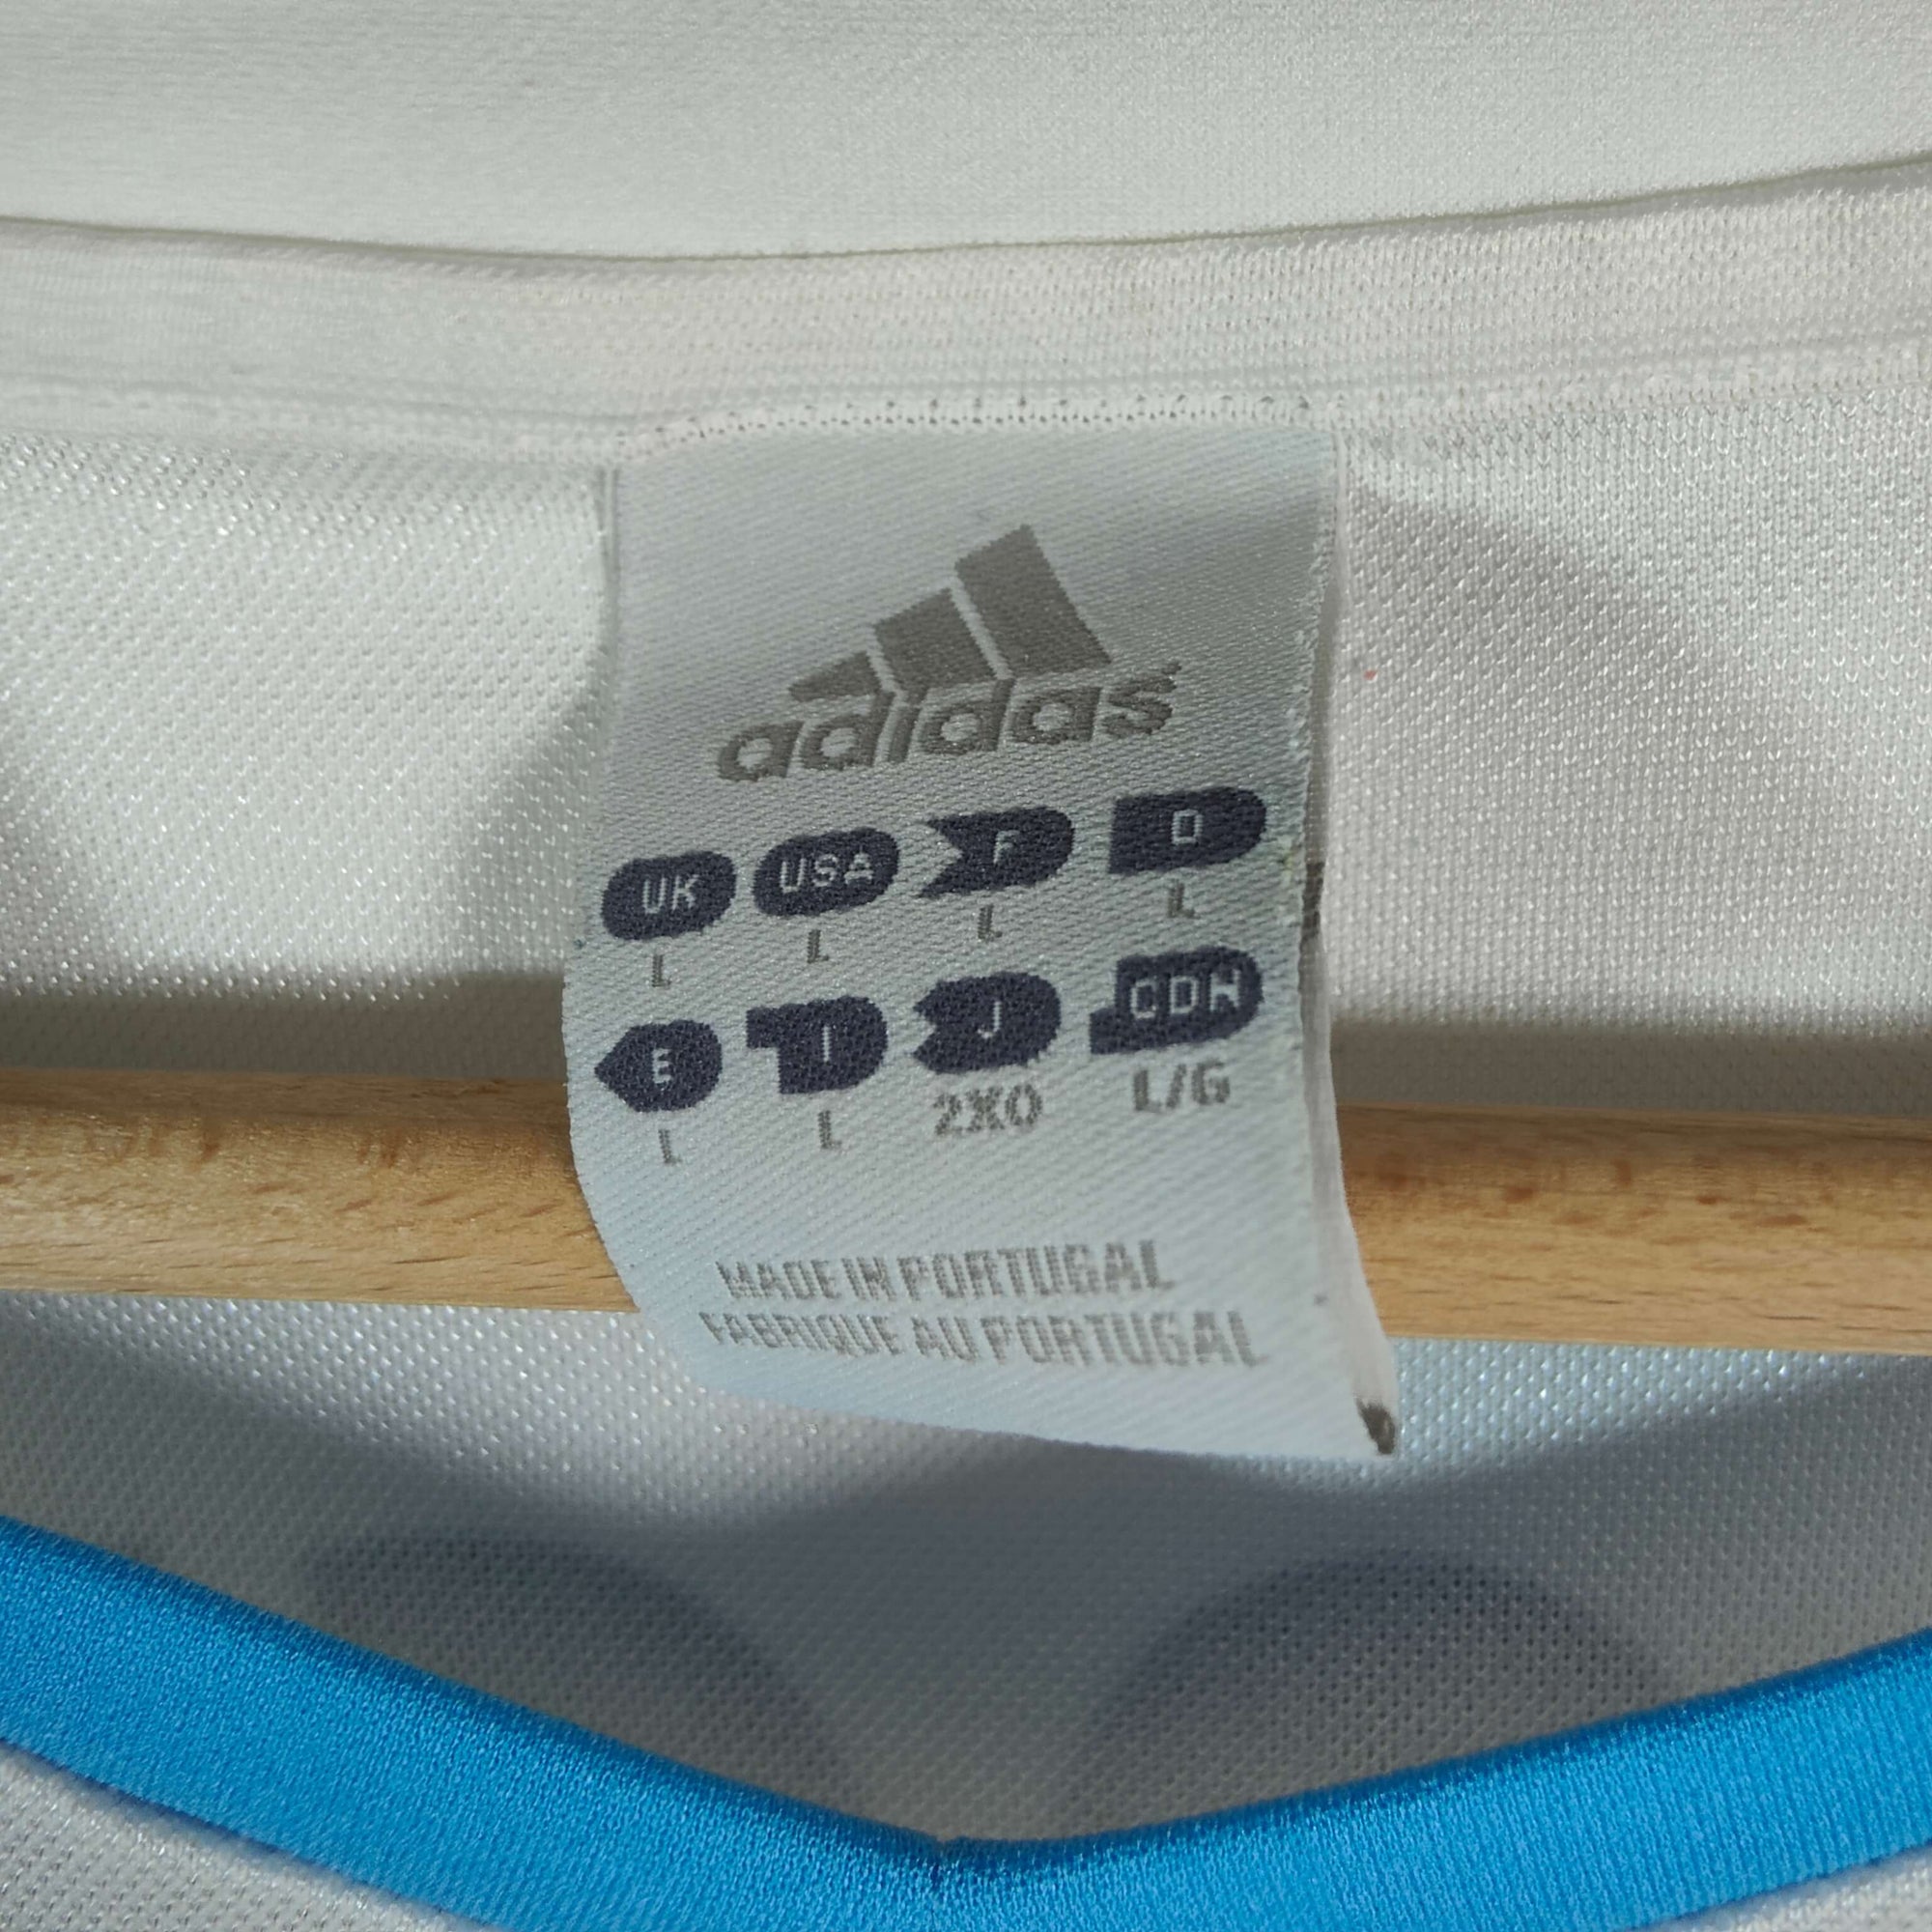 adidas
UK USA F D
L L L L
E I J CDN
L L 2XO L/G
MADE IN PORTUGAL
FABRIQUE AU PORTUGAL